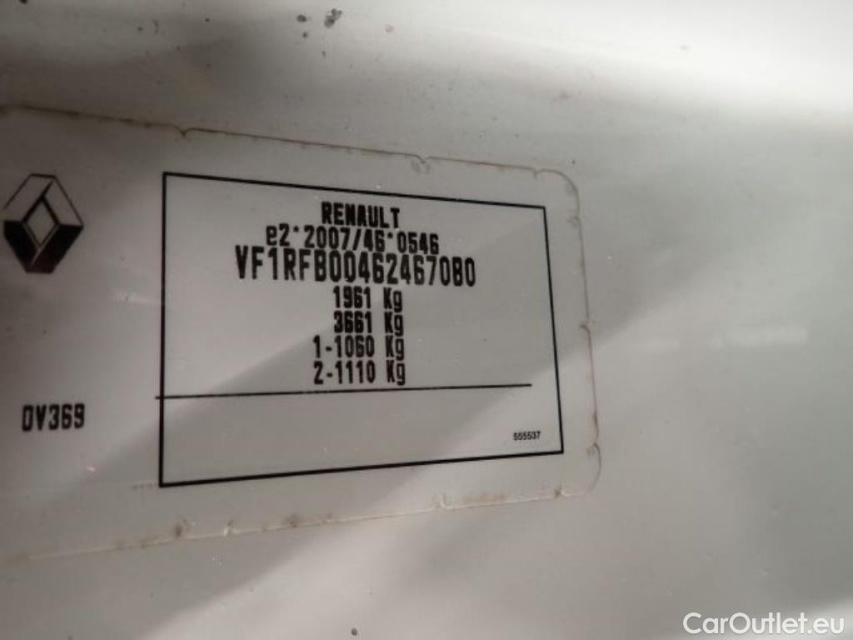 RENAULT
e2*2007/46*0546
VF1RFB00462467080
1961 Kg
3661 Kg
1-1060 Kg
2-1110 Kg
DV369
555537
CarOutlet.eu